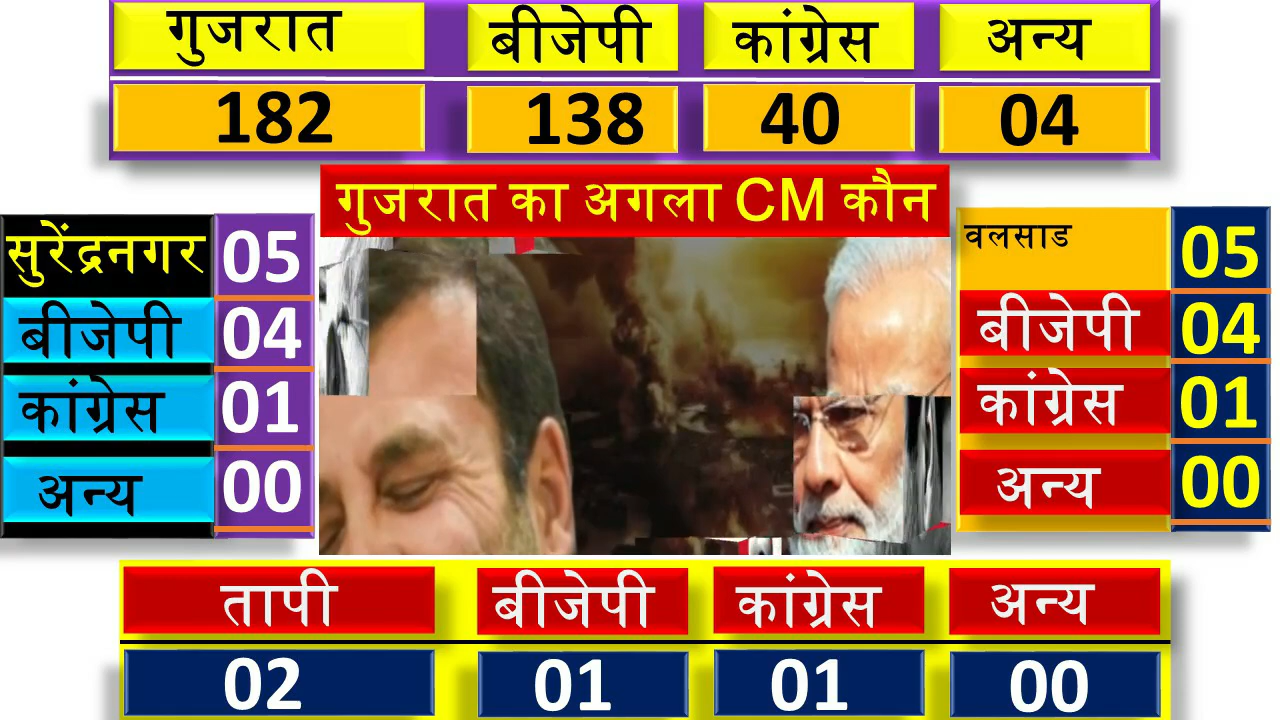 गुजरात बीजेपी कांग्रेस अन्य
182 138 40 04
गुजरात का अगला CM कौन
सुरेंद्रनगर 05
बीजेपी 04
कांग्रेस 01
अन्य 00
वलसाड 05
बीजेपी 04
कांग्रेस 01
अन्य 00
तापी बीजेपी कांग्रेस अन्य
02 01 01 00